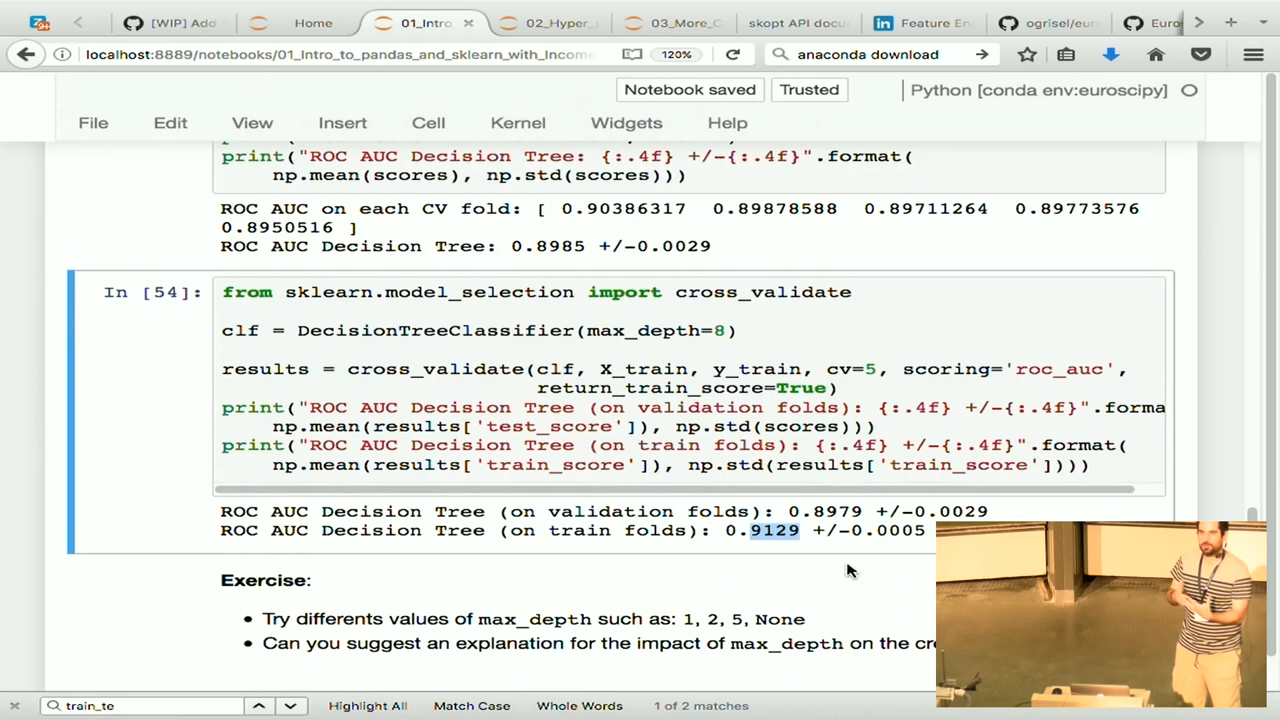 [WIP] Add
Home
01_Intro
02_Hyper_
03_More_C
skopt API docu
Feature En
ogrisel/eur
Euros
localhost:8889/notebooks/01_Intro_to_pandas_and_sklearn_with_Income
120%
anaconda download
Notebook saved
Trusted
Python [conda env:euroscipy]
File Edit View Insert Cell Kernel Widgets Help
print("ROC AUC Decision Tree: {:.4f} +/-{:.4f}".format(
np.mean(scores), np.std(scores)))
ROC AUC on each CV fold: [ 0.90386317 0.89878588 0.89711264 0.89773576
0.8950516 ]
ROC AUC Decision Tree: 0.8985 +/-0.0029
In [54]:
from sklearn.model_selection import cross_validate
clf = DecisionTreeClassifier(max_depth=8)
results = cross_validate(clf, X_train, y_train, cv=5, scoring='roc_auc',
return_train_score=True)
print("ROC AUC Decision Tree (on validation folds): {:.4f} +/-{:.4f}".forma
np.mean(results['test_score']), np.std(scores)))
print("ROC AUC Decision Tree (on train folds): {:.4f} +/-{:.4f}".format(
np.mean(results['train_score']), np.std(results['train_score'])))
ROC AUC Decision Tree (on validation folds): 0.8979 +/-0.0029
ROC AUC Decision Tree (on train folds): 0.9129 +/-0.0005
Exercise:
• Try differents values of max_depth such as: 1, 2, 5, None
• Can you suggest an explanation for the impact of max_depth on the cr
train_te
Highlight All
Match Case
Whole Words
1 of 2 matches